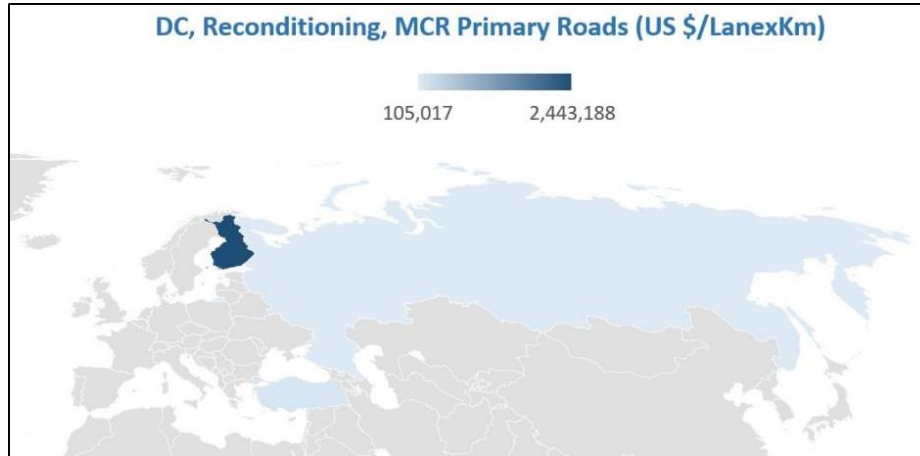 DC, Reconditioning, MCR Primary Roads (US $/LanexKm)
105,017 2,443,188